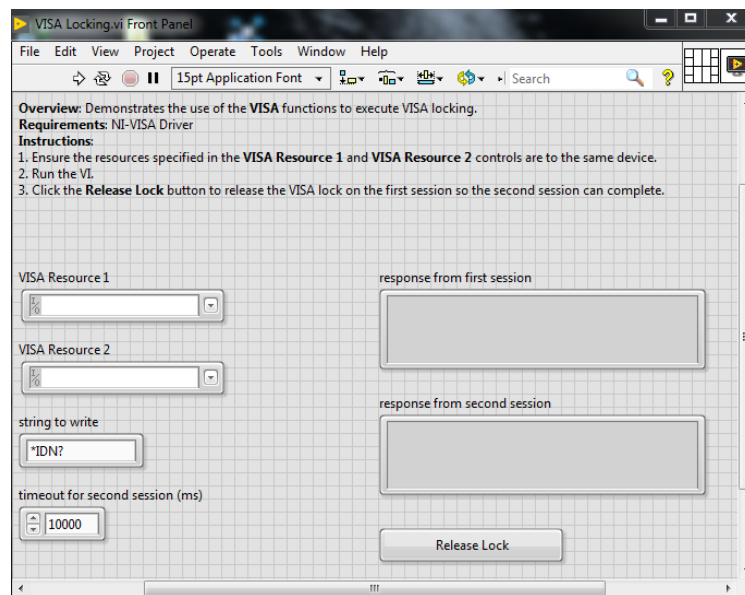 VISA Locking.vi Front Panel
File Edit View Project Operate Tools Window Help
15pt Application Font
Search
Overview: Demonstrates the use of the VISA functions to execute VISA locking.
Requirements: NI-VISA Driver
Instructions:
1. Ensure the resources specified in the VISA Resource 1 and VISA Resource 2 controls are to the same device.
2. Run the VI.
3. Click the Release Lock button to release the VISA lock on the first session so the second session can complete.
VISA Resource 1
I/O
VISA Resource 2
I/O
string to write
*IDN?
timeout for second session (ms)
10000
response from first session
response from second session
Release Lock